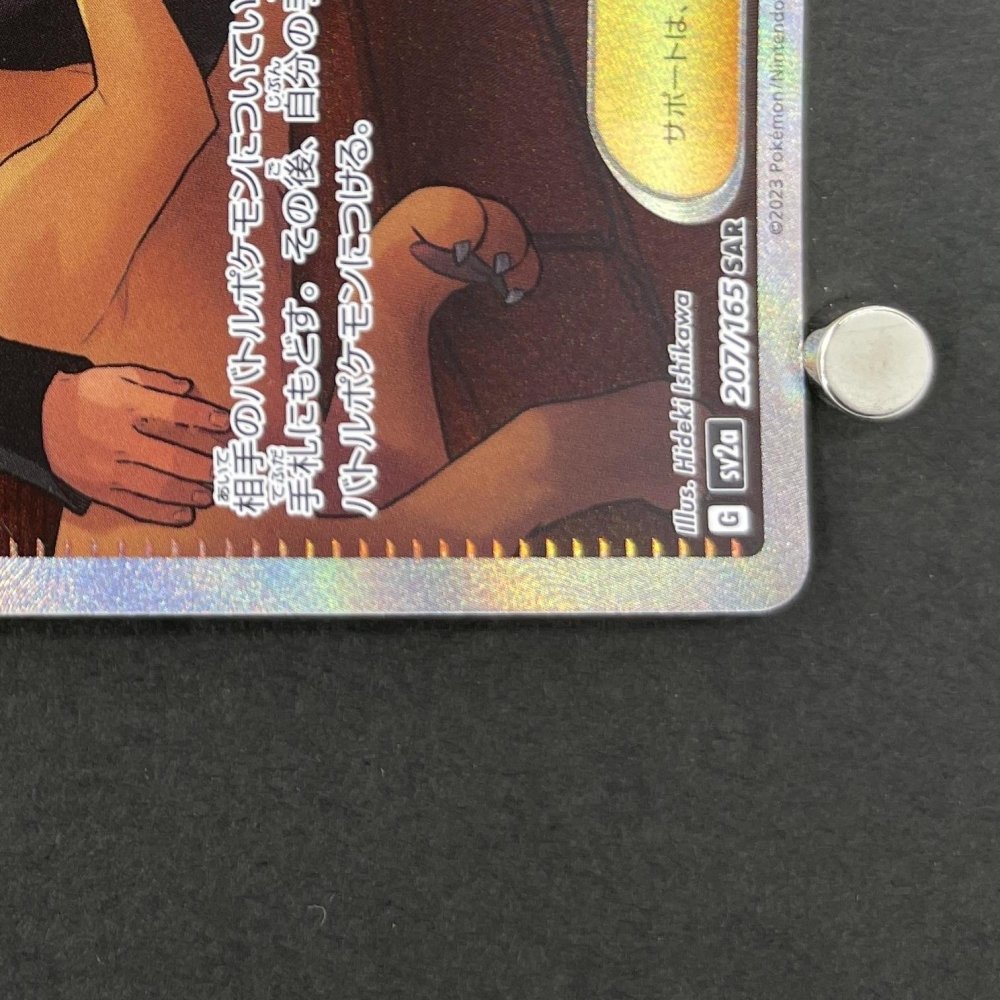 相手のバトルポケモンについてい
手札にもどす。その後、自分の手
バトルポケモンにつける。
サポートは、
Illus. Hideki Ishikawa
G sv2a 207/165 SAR
©2023 Pokémon/Nintendo